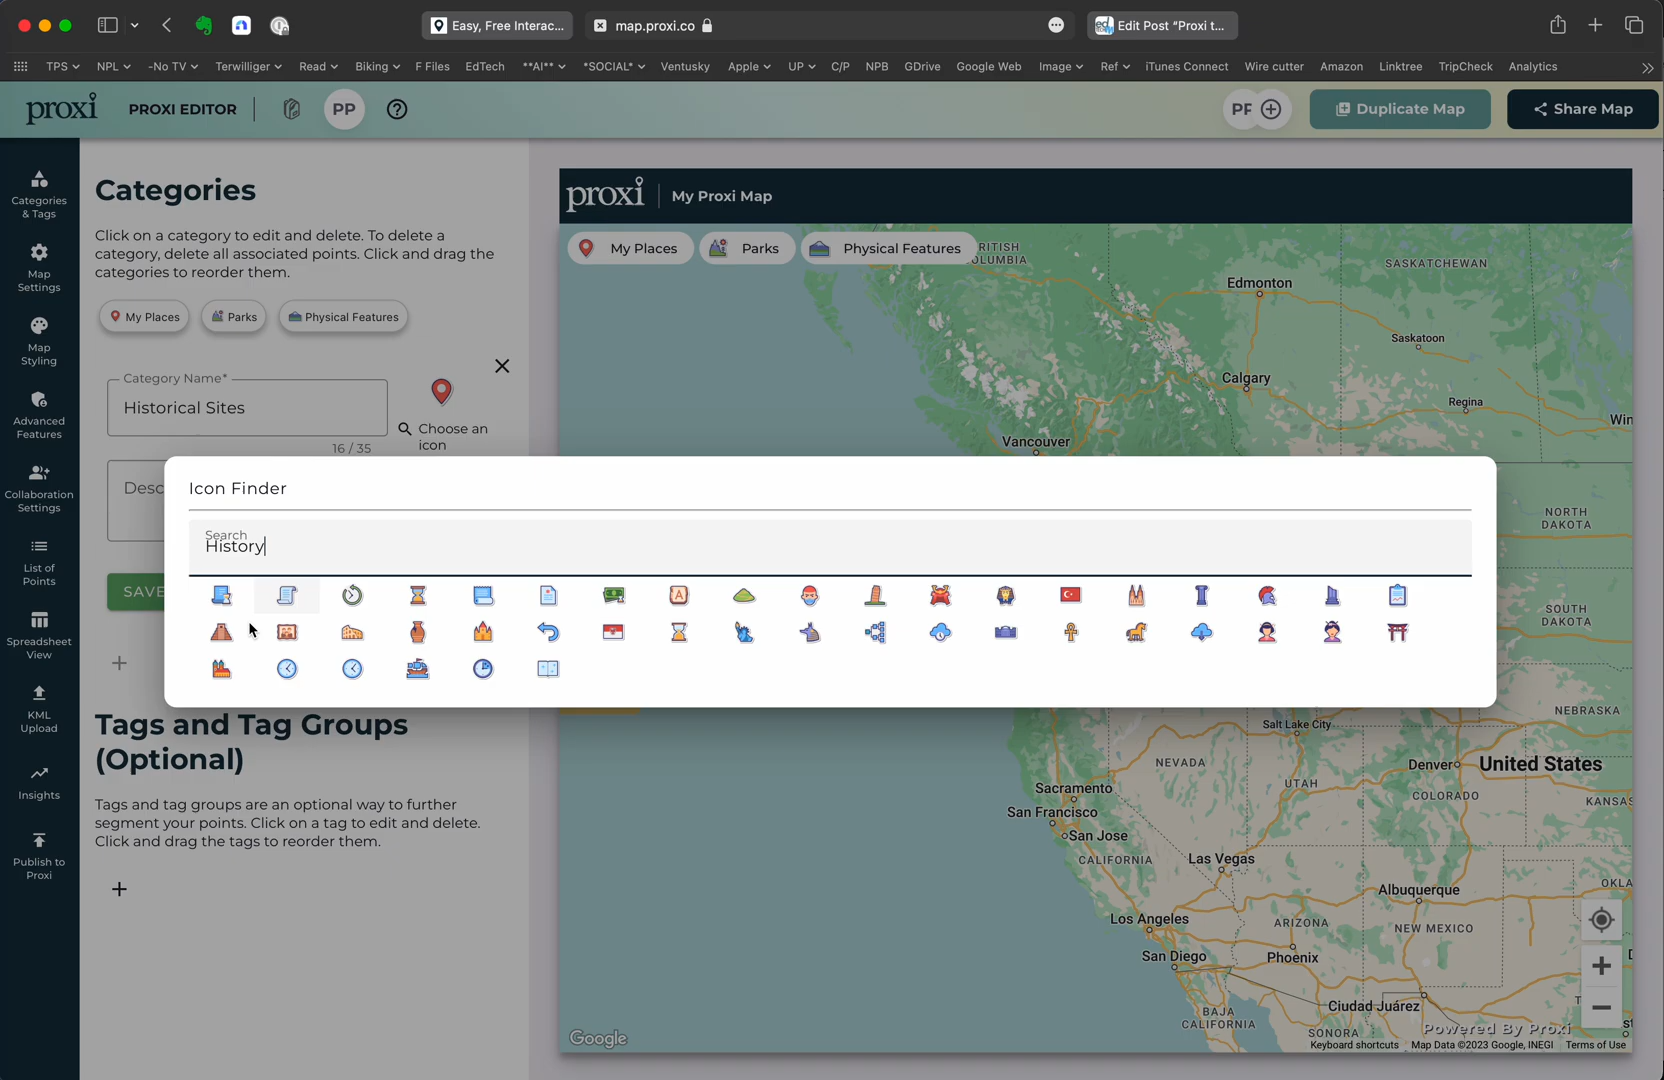 Easy, Free Interac...
map.proxi.co
Edit Post “Proxi t...
TPS
NPL
-No TV
Terwilliger
Read
Biking
F Files
EdTech
**AI**
*SOCIAL*
Ventusky
Apple
UP
C/P
NPB
GDrive
Google Web
Image
Ref
iTunes Connect
Wire cutter
Amazon
Linktree
TripCheck
Analytics
proxi
PROXI EDITOR
PP
PF
Duplicate Map
Share Map
Categories
& Tags
Map
Settings
Map
Styling
Advanced
Features
Collaboration
Settings
List of
Points
Spreadsheet
View
KML
Upload
Insights
Publish to
Proxi
Categories
Click on a category to edit and delete. To delete a
category, delete all associated points. Click and drag the
categories to reorder them.
My Places
Parks
Physical Features
Category Name*
Historical Sites
16 / 35
Choose an
icon
Desc
SAVE
Icon Finder
Search
History
A
Tags and Tag Groups
(Optional)
Tags and tag groups are an optional way to further
segment your points. Click on a tag to edit and delete.
Click and drag the tags to reorder them.
proxi
My Proxi Map
My Places
Parks
Physical Features
RITISH
OLUMBIA
SASKATCHEWAN
Edmonton
Saskatoon
Calgary
Regina
Win
Vancouver
NORTH
DAKOTA
SOUTH
DAKOTA
NEBRASKA
Salt Lake City
NEVADA
Denver
United States
UTAH
COLORADO
KANSAS
Sacramento
San Francisco
San Jose
CALIFORNIA
Las Vegas
Albuquerque
OKLA
Los Angeles
ARIZONA
NEW MEXICO
San Diego
Phoenix
Ciudad Juárez
BAJA
CALIFORNIA
SONORA
Google
Powered By Proxi
Keyboard shortcuts
Map Data ©2023 Google, INEGI
Terms of Use